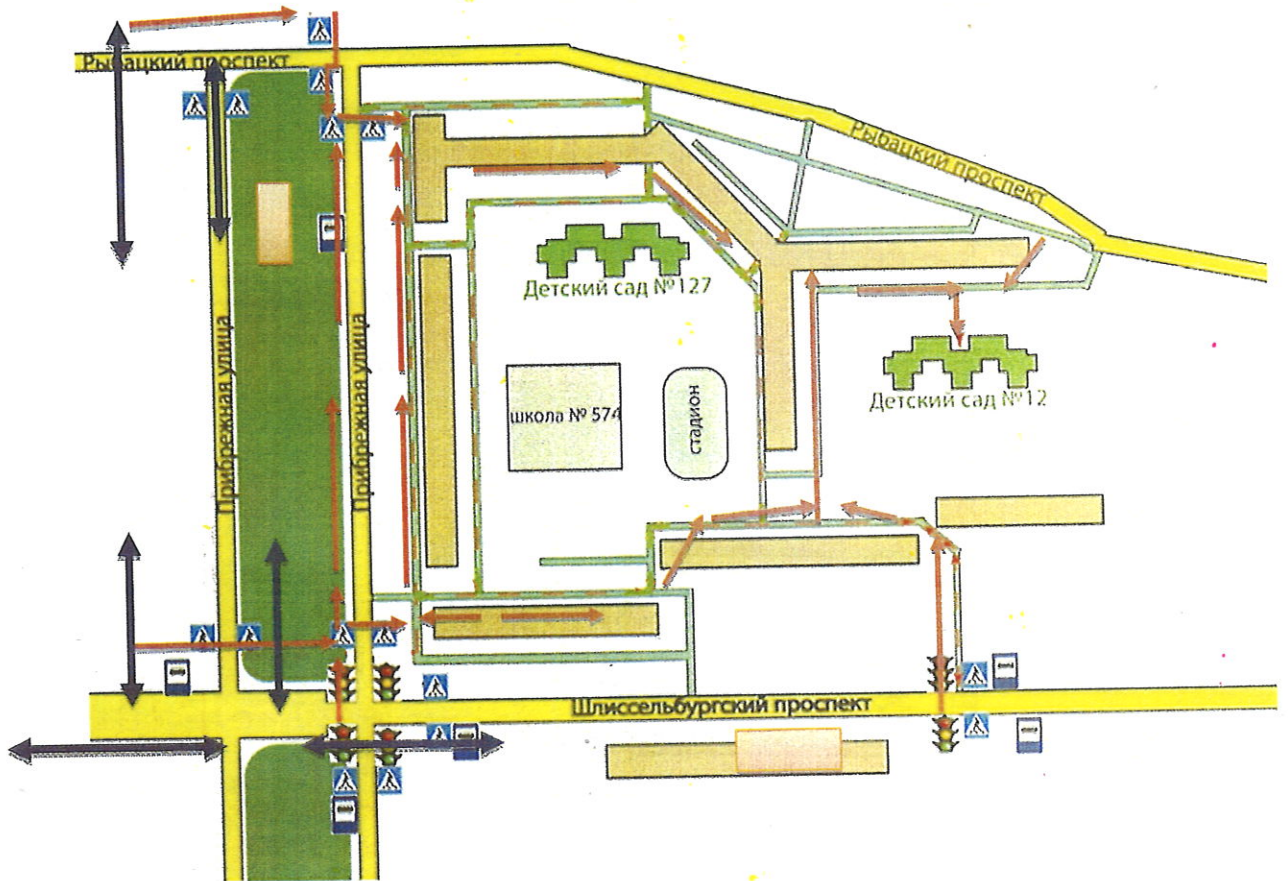 Рыбацкий проспект
Рыбацкий проспект
Детский сад №127
Прибрежная улица
Прибрежная улица
школа № 574
стадион
Детский сад №12
Шлиссельбургский проспект